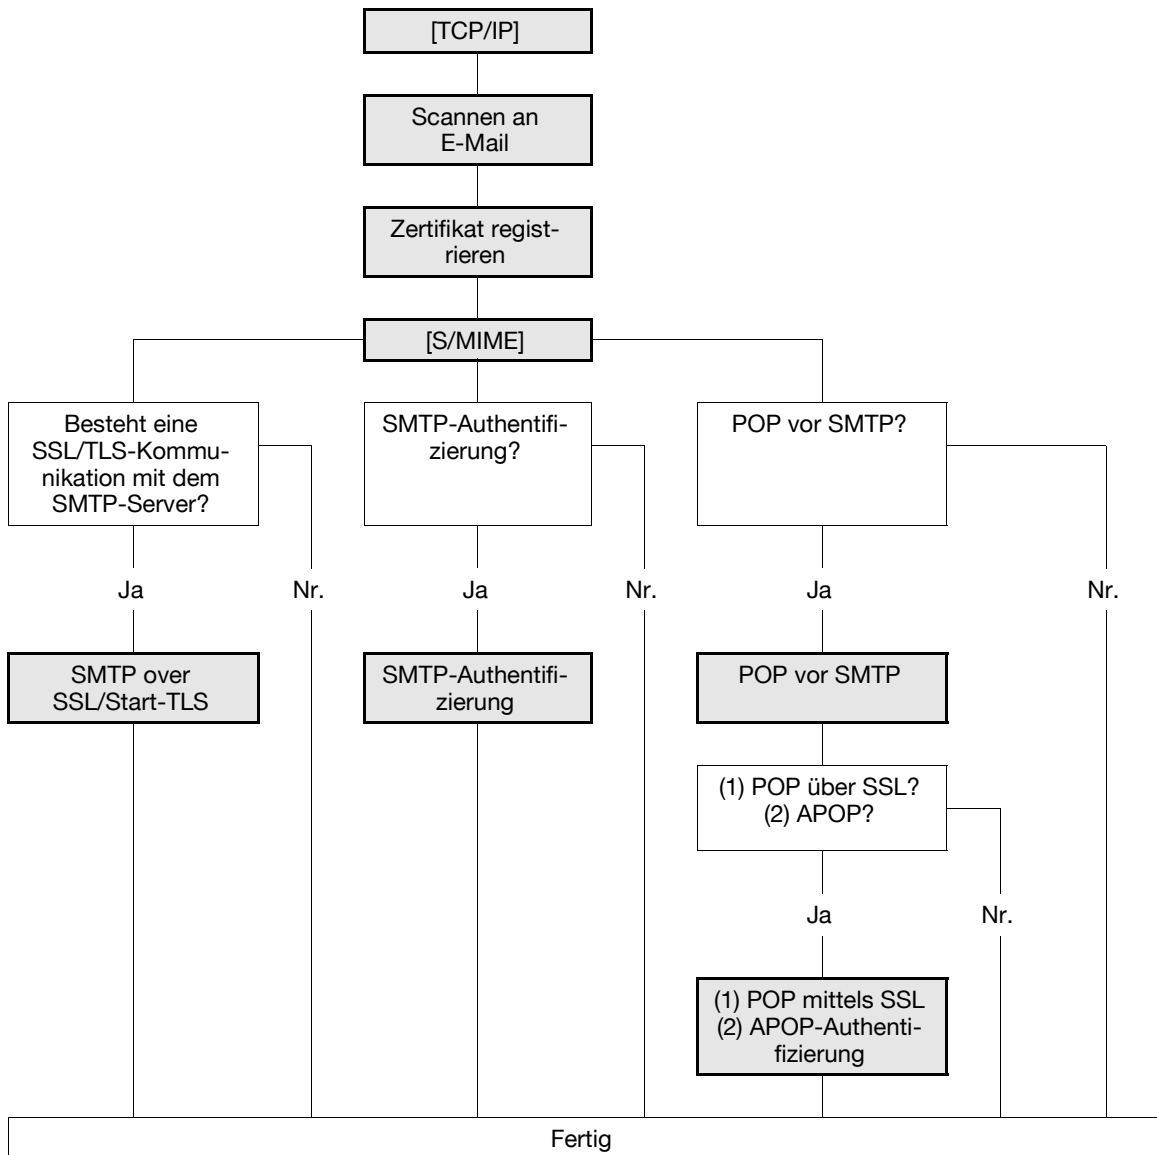 [TCP/IP]
Scannen an
E-Mail
Zertifikat regist-
rieren
[S/MIME]
Besteht eine
SSL/TLS-Kommu-
nikation mit dem
SMTP-Server?
SMTP-Authentifi-
zierung?
POP vor SMTP?
Ja
Nr.
Ja
Nr.
Ja
Nr.
SMTP over
SSL/Start-TLS
SMTP-Authentifi-
zierung
POP vor SMTP
(1) POP über SSL?
(2) APOP?
Ja
Nr.
(1) POP mittels SSL
(2) APOP-Authenti-
fizierung
Fertig